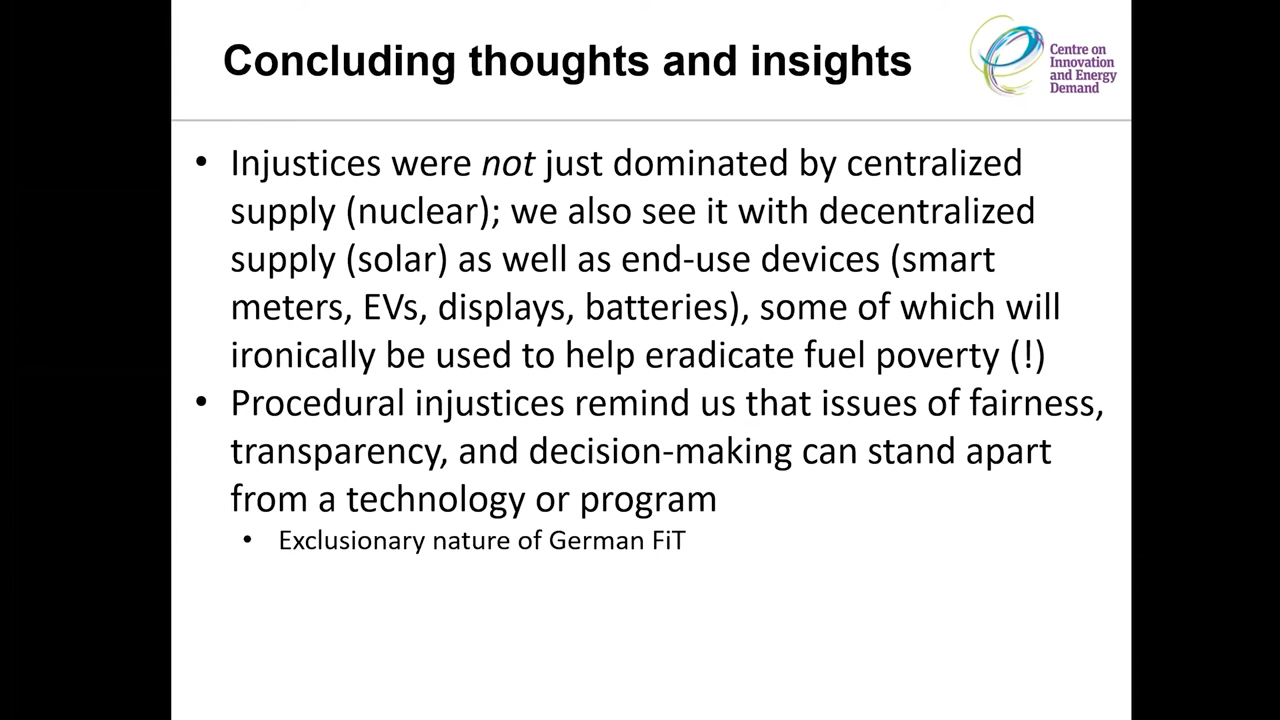 Concluding thoughts and insights
Centre on
Innovation
and Energy
Demand
• Injustices were not just dominated by centralized
supply (nuclear); we also see it with decentralized
supply (solar) as well as end-use devices (smart
meters, EVs, displays, batteries), some of which will
ironically be used to help eradicate fuel poverty (!)
• Procedural injustices remind us that issues of fairness,
transparency, and decision-making can stand apart
from a technology or program
• Exclusionary nature of German FiT